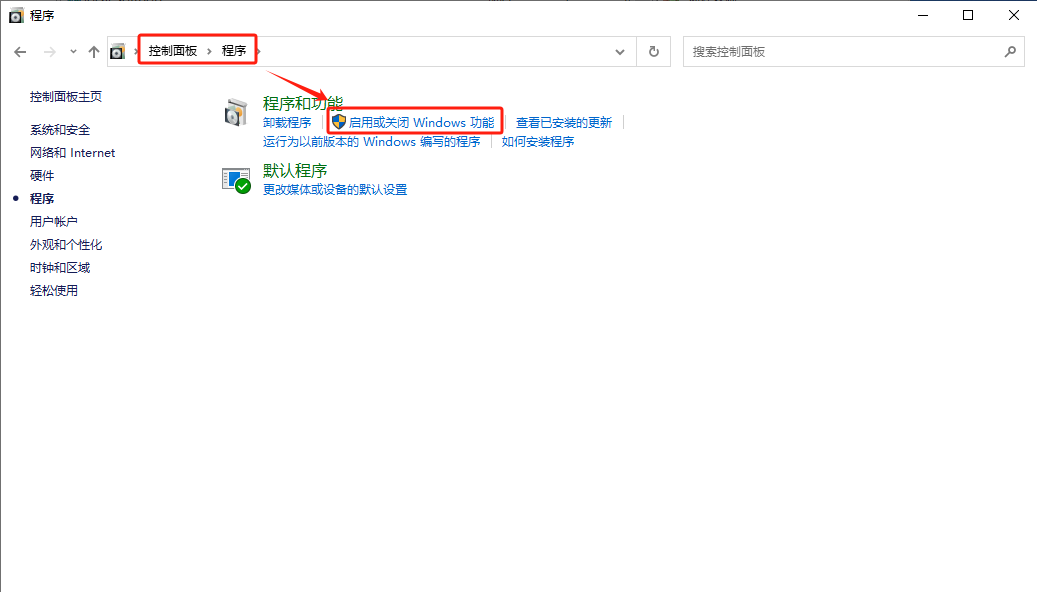 程序
控制面板 › 程序 ›
搜索控制面板
控制面板主页
系统和安全
网络和 Internet
硬件
程序
用户帐户
外观和个性化
时钟和区域
轻松使用
程序和功能
卸载程序 启用或关闭 Windows 功能 查看已安装的更新
运行为以前版本的 Windows 编写的程序 如何安装程序
默认程序
更改媒体或设备的默认设置